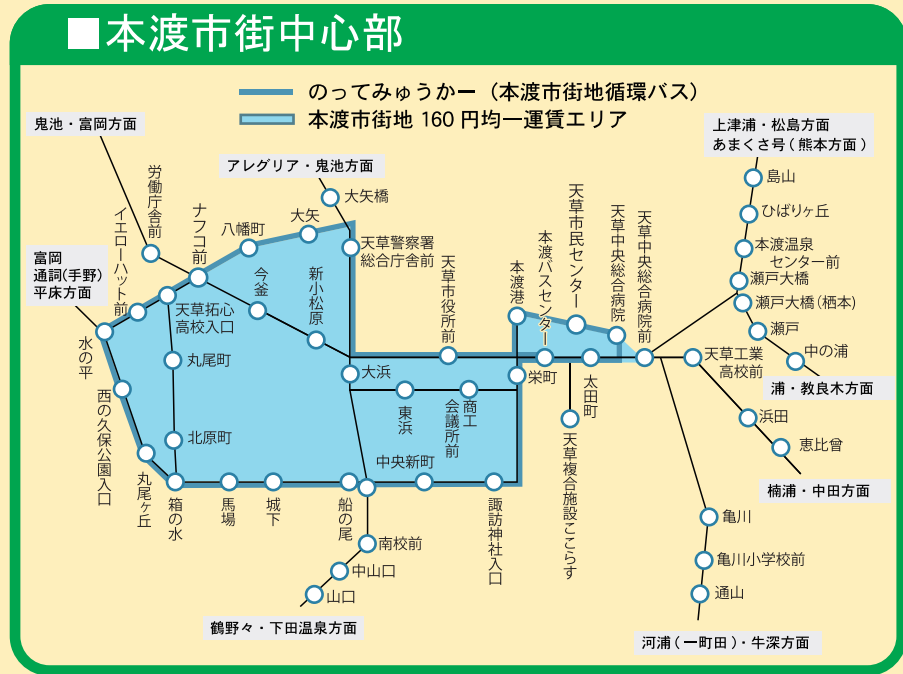 ■本渡市街中心部
のってみゅうかー（本渡市街地循環バス）
本渡市街地 160 円均一運賃エリア
鬼池・富岡方面
アレグリア・鬼池方面
上津浦・松島方面
あまくさ号（熊本方面）
富岡
通詞（手野）
平床方面
労働庁舎前
イエローハット前
ナフコ前
八幡町
大矢
大矢橋
天草警察署
総合庁舎前
今釜
新小松原
天草市役所前
本渡港
本渡バスセンター
天草市民センター
天草中央総合病院
天草中央総合病院前
島山
ひばりヶ丘
本渡温泉
センター前
瀬戸大橋
瀬戸大橋（栖本）
瀬戸
中の浦
浦・教良木方面
天草拓心
高校入口
水の平
丸尾町
大浜
東浜
商工
会議所前
栄町
太田町
天草工業
高校前
浜田
恵比曽
楠浦・中田方面
西の久保公園入口
北原町
丸尾ヶ丘
箱の水
馬場
城下
船の尾
中央新町
諏訪神社入口
天草複合施設ここらす
南校前
中山口
山口
鶴野々・下田温泉方面
亀川
亀川小学校前
通山
河浦（一町田）・牛深方面